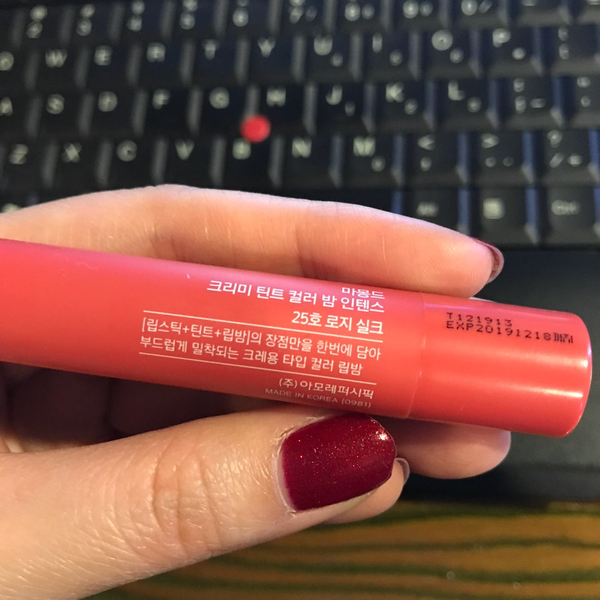 마몽드
크리미 틴트 컬러 밤 인텐스
25호 로지 실크
[립스틱+틴트+립밤]의 장점만을 한번에 담아
부드럽게 밀착되는 크레용 타입 컬러 립밤
(주)아모레퍼시픽
MADE IN KOREA [0981]
T121913
EXP20191218